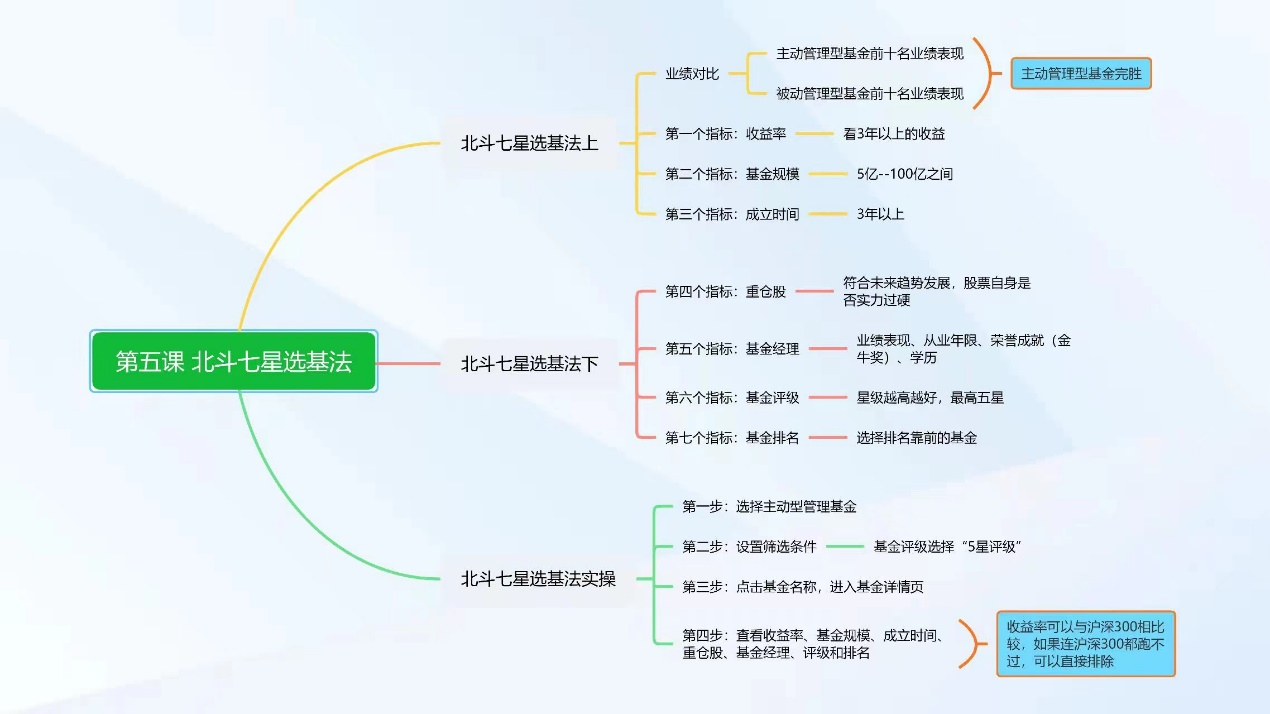 第五课 北斗七星选基法
北斗七星选基法上
业绩对比
主动管理型基金前十名业绩表现
被动管理型基金前十名业绩表现
主动管理型基金完胜
第一个指标：收益率
看3年以上的收益
第二个指标：基金规模
5亿--100亿之间
第三个指标：成立时间
3年以上
北斗七星选基法下
第四个指标：重仓股
符合未来趋势发展，股票自身是
否实力过硬
第五个指标：基金经理
业绩表现、从业年限、荣誉成就（金
牛奖）、学历
第六个指标：基金评级
星级越高越好，最高五星
第七个指标：基金排名
选择排名靠前的基金
北斗七星选基法实操
第一步：选择主动型管理基金
第二步：设置筛选条件
基金评级选择“5星评级”
第三步：点击基金名称，进入基金详情页
第四步：查看收益率、基金规模、成立时间、
重仓股、基金经理、评级和排名
收益率可以与沪深300相比
较，如果连沪深300都跑不
过，可以直接排除